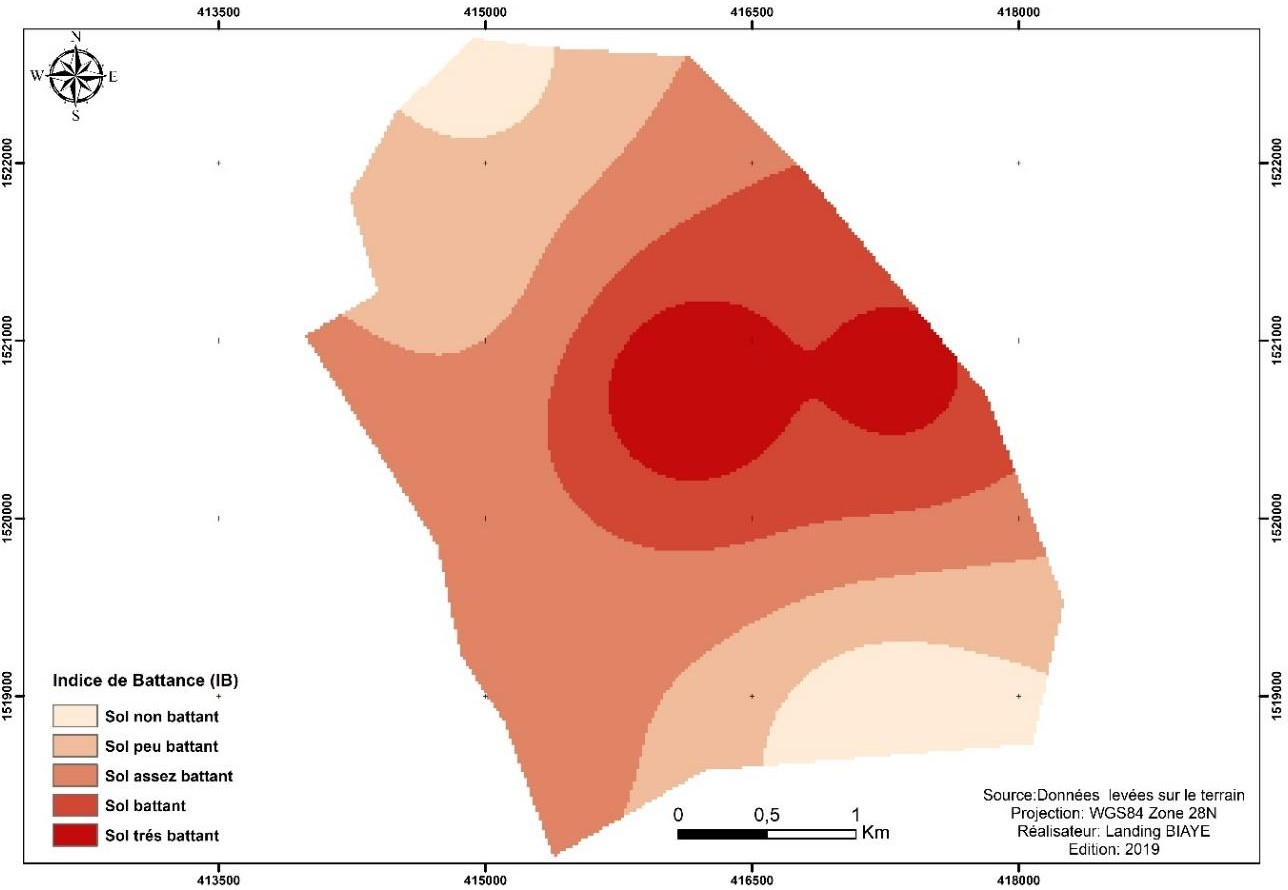 413500 415000 416500 418000
N
W E
S
1522000 1522000
1521000 1521000
1520000 1520000
1519000 1519000
Indice de Battance (IB)
Sol non battant
Sol peu battant
Sol assez battant
Sol battant
Sol trés battant
0 0,5 1
Km
Source:Données levées sur le terrain
Projection: WGS84 Zone 28N
Réalisateur: Landing BIAYE
Edition: 2019
413500 415000 416500 418000